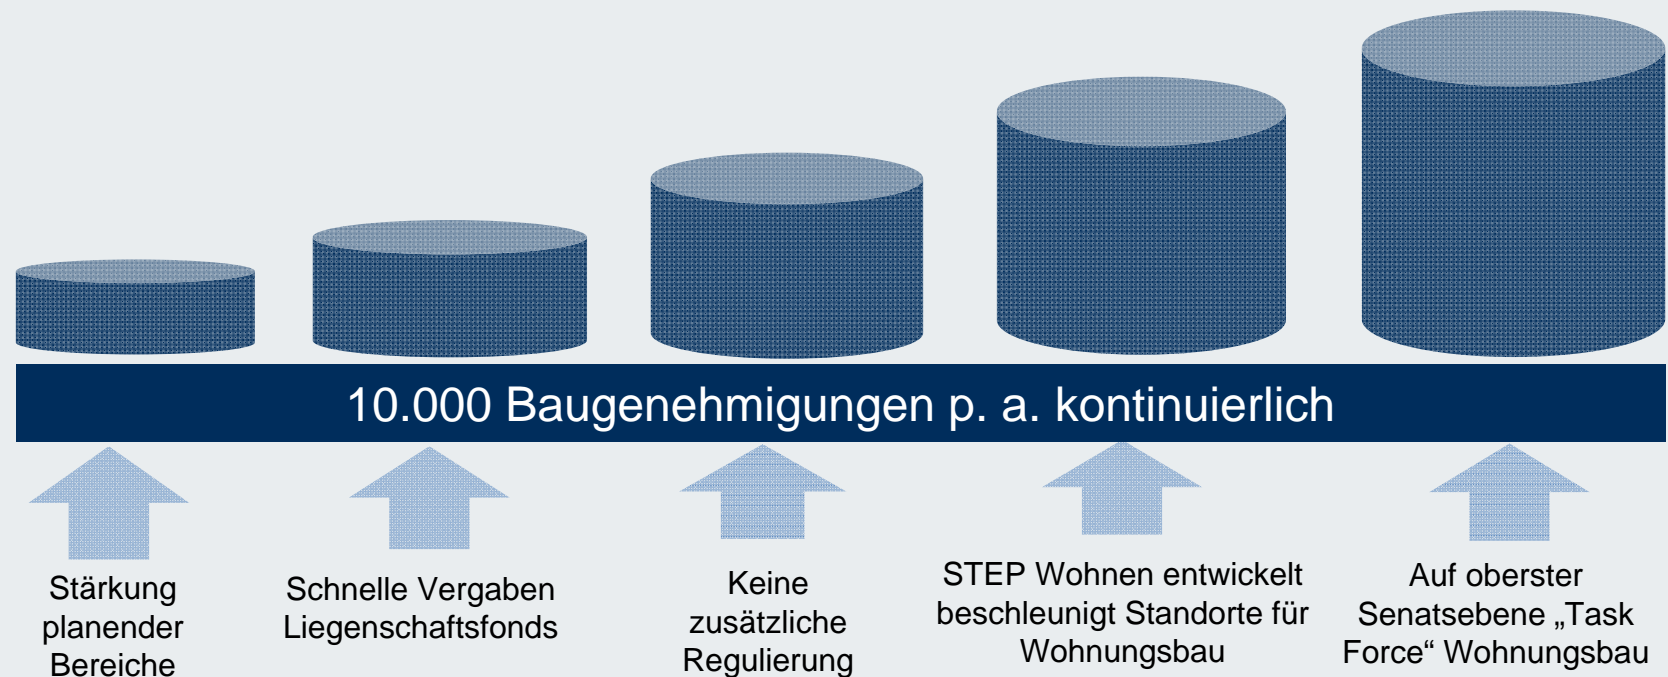 10.000 Baugenehmigungen p. a. kontinuierlich
Stärkung
planender
Bereiche
Schnelle Vergaben
Liegenschaftsfonds
Keine
zusätzliche
Regulierung
STEP Wohnen entwickelt
beschleunigt Standorte für
Wohnungsbau
Auf oberster
Senatsebene „Task
Force“ Wohnungsbau